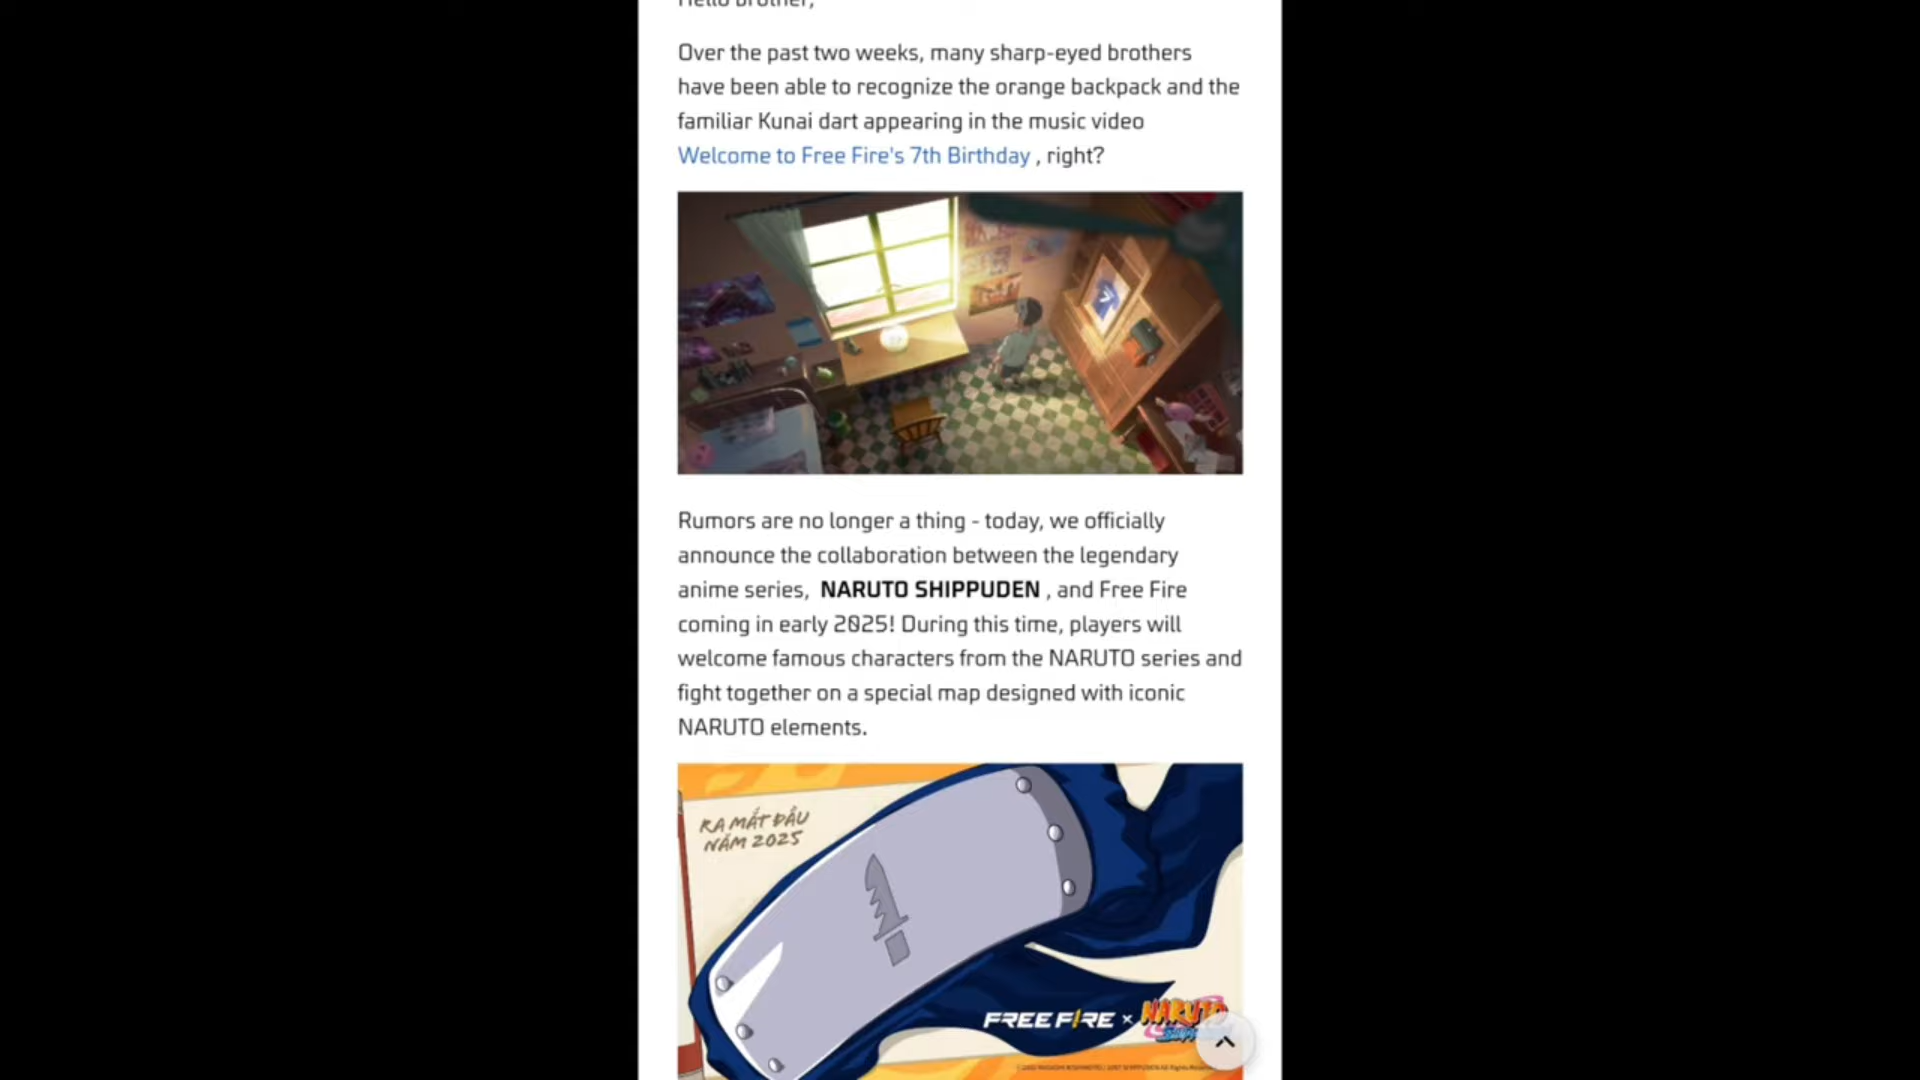 Hello brother,
Over the past two weeks, many sharp-eyed brothers
have been able to recognize the orange backpack and the
familiar Kunai dart appearing in the music video
Welcome to Free Fire's 7th Birthday , right?
Rumors are no longer a thing - today, we officially
announce the collaboration between the legendary
anime series, NARUTO SHIPPUDEN , and Free Fire
coming in early 2025! During this time, players will
welcome famous characters from the NARUTO series and
fight together on a special map designed with iconic
NARUTO elements.
RA MẮT ĐẦU
NĂM 2025
FREE FIRE × NARUTO